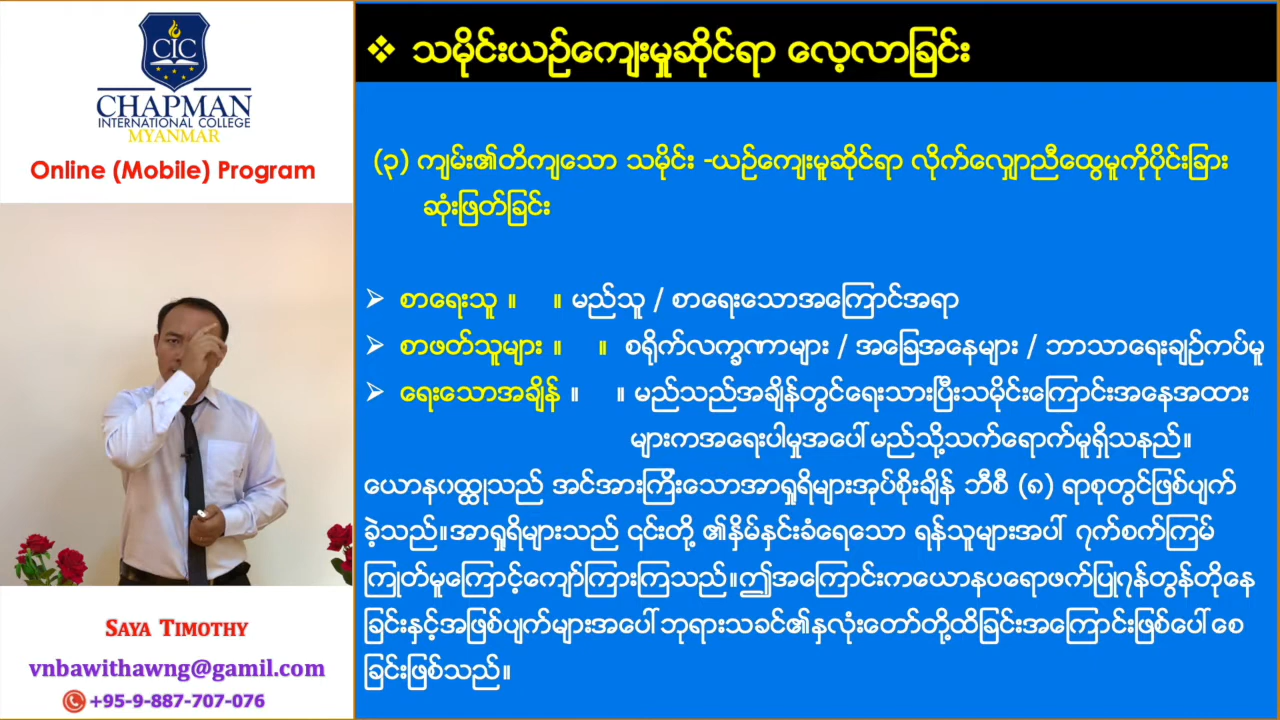 CIC
CHAPMAN
INTERNATIONAL COLLEGE
MYANMAR
Online (Mobile) Program
SAYA TIMOTHY
vnbawithawng@gamil.com
+95-9-887-707-076
❖ သမိုင်းယဉ်ကျေးမှုဆိုင်ရာ လေ့လာခြင်း
(၃) ကျမ်း၏တိကျသော သမိုင်း -ယဉ်ကျေးမူဆိုင်ရာ လိုက်လျှောညီထွေမူကိုပိုင်းခြား
ဆုံးဖြတ်ခြင်း
➢ စာရေးသူ ။ ။ မည်သူ / စာရေးသောအကြောင်အရာ
➢ စာဖတ်သူများ ။ ။ စရိုက်လက္ခဏာများ / အခြေအနေများ / ဘာသာရေးချဉ်ကပ်မူ
➢ ရေးသောအချိန် ။ ။ မည်သည်အချိန်တွင်ရေးသားပြီးသမိုင်းကြောင်းအနေအထား
များကအရေးပါမှုအပေါ် မည်သို့သက်ရောက်မူရှိသနည်။
ယောန၀တ္ထုသည် အင်အားကြီးသောအာရှုရိများအုပ်စိုးချိန် ဘီစီ (၈) ရာစုတွင်ဖြစ်ပျက်
ခဲ့သည်။အာရှုရိများသည် ၎င်းတို့ ၏နှိမ်နှင်းခံရေသော ရန်သူများအပါ် ၇က်စက်ကြမ်
ကြုတ်မူကြောင့်ကျော်ကြားကြသည်။ဤအကြောင်းကယောနပရောဖက်ပြု၇န်တွန်တိုနေ
ခြင်းနှင့်အဖြစ်ပျက်များအပေါ် ဘုရားသခင်၏နှလုံးတော်တို့ထိခြင်းအကြောင်းဖြစ်ပေါ် စေ
ခြင်းဖြစ်သည်။